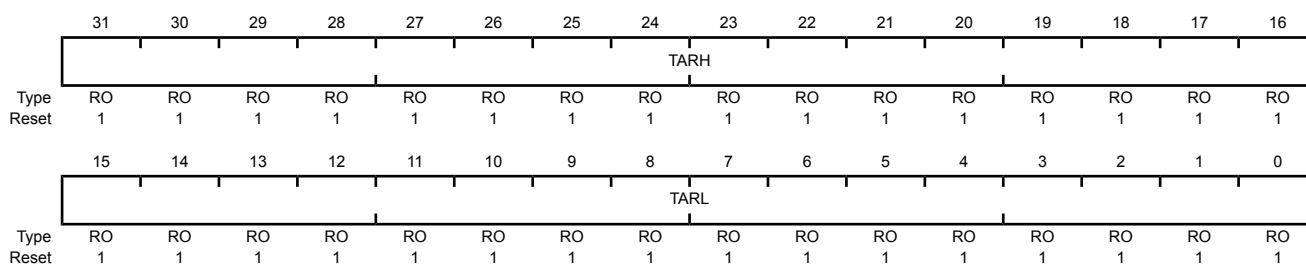 31 30 29 28 27 26 25 24 23 22 21 20 19 18 17 16
TARH
Type RO RO RO RO RO RO RO RO RO RO RO RO RO RO RO RO
Reset 1 1 1 1 1 1 1 1 1 1 1 1 1 1 1 1
15 14 13 12 11 10 9 8 7 6 5 4 3 2 1 0
TARL
Type RO RO RO RO RO RO RO RO RO RO RO RO RO RO RO RO
Reset 1 1 1 1 1 1 1 1 1 1 1 1 1 1 1 1